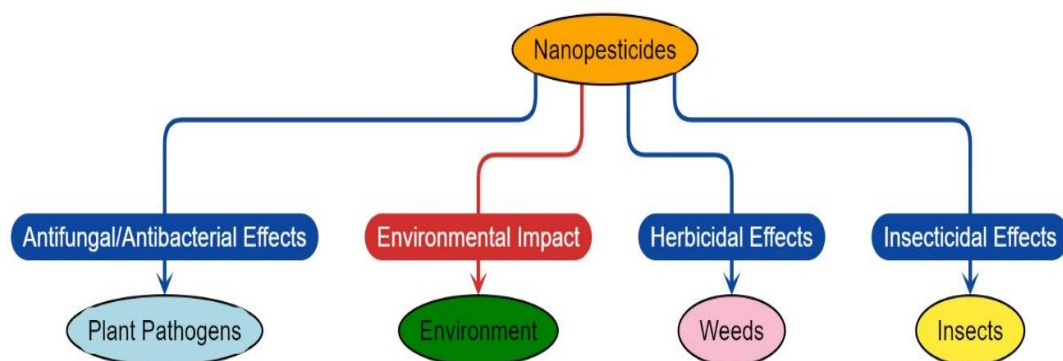 Nanopesticides
Antifungal/Antibacterial Effects
Environmental Impact
Herbicidal Effects
Insecticidal Effects
Plant Pathogens
Environment
Weeds
Insects